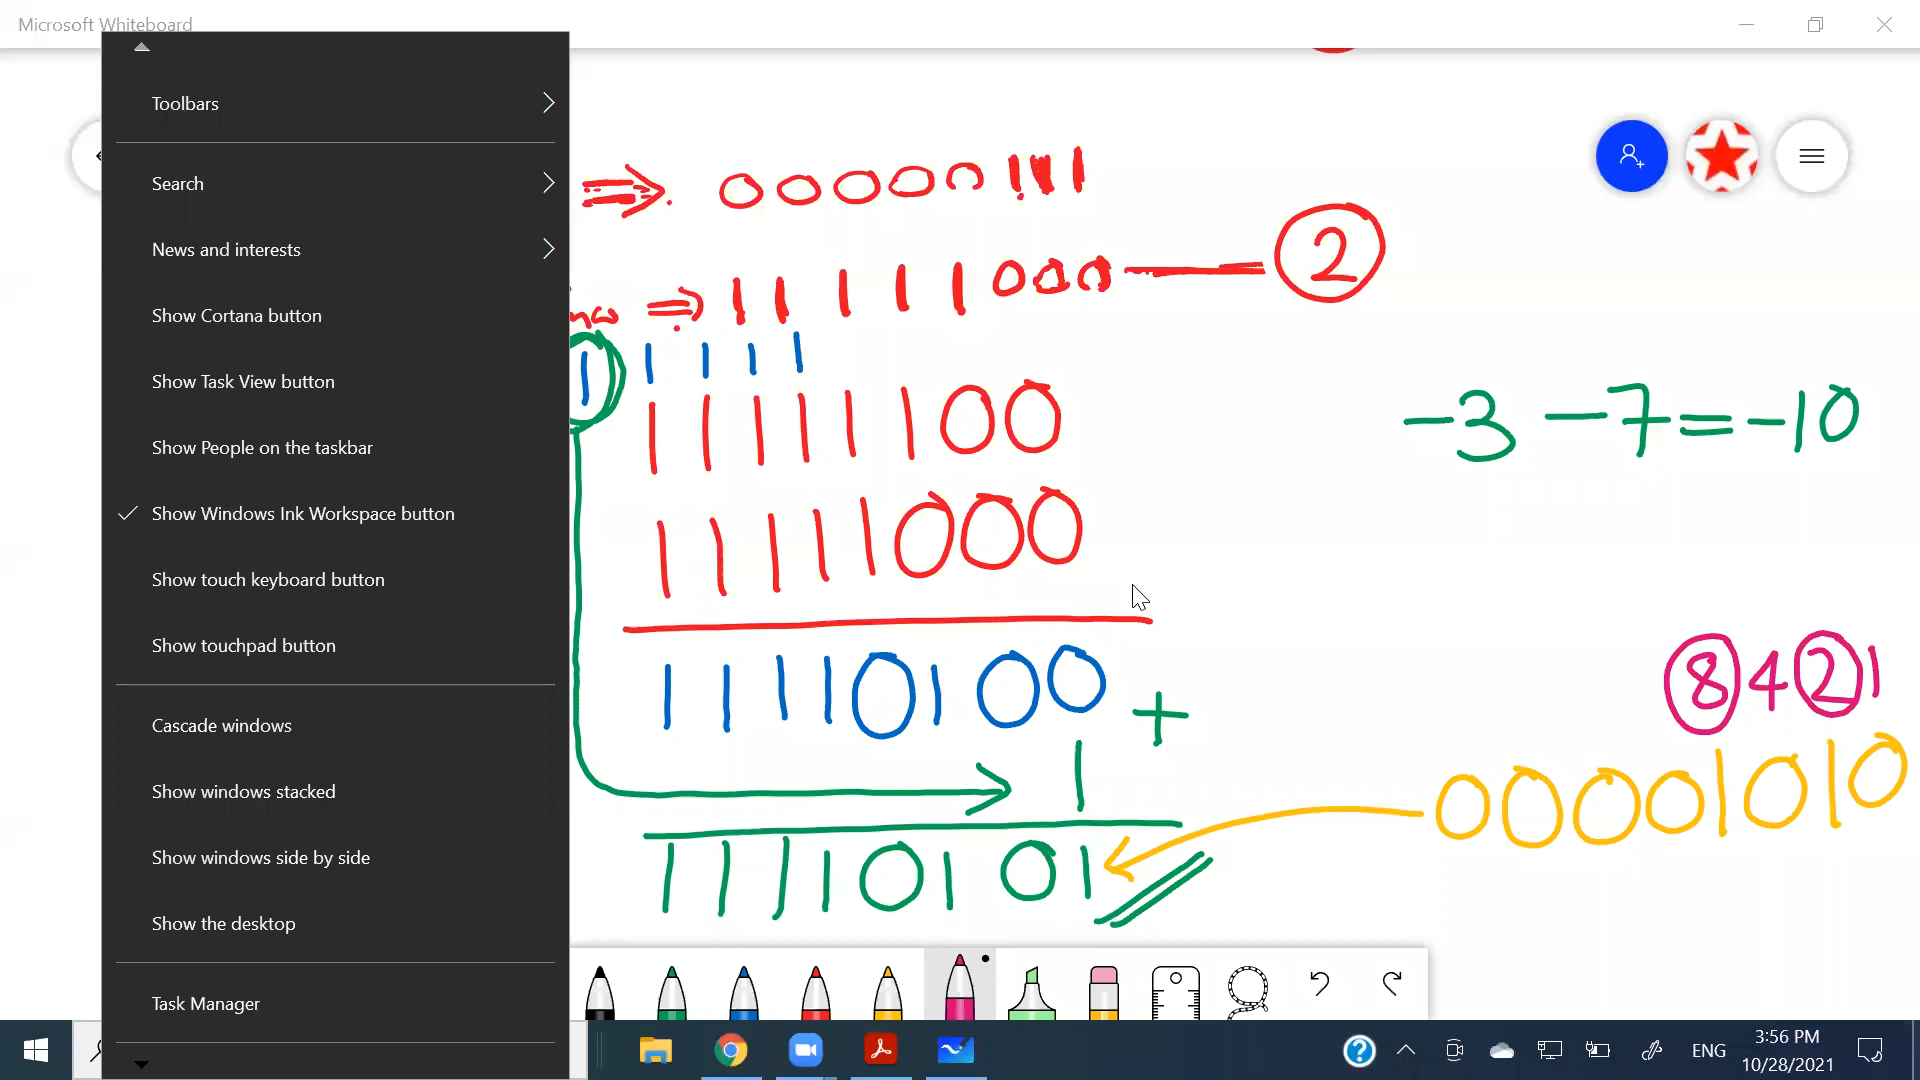 Microsoft Whiteboard
Toolbars
Search
News and interests
Show Cortana button
Show Task View button
Show People on the taskbar
Show Windows Ink Workspace button
Show touch keyboard button
Show touchpad button
Cascade windows
Show windows stacked
Show windows side by side
Show the desktop
Task Manager
⇒ 00000111
⇒ 11111000 — 2
1 1111
11111100
11111000
11110100 +
1
11110101
-3 -7 = -10
8421
00001010
ENG
3:56 PM
10/28/2021